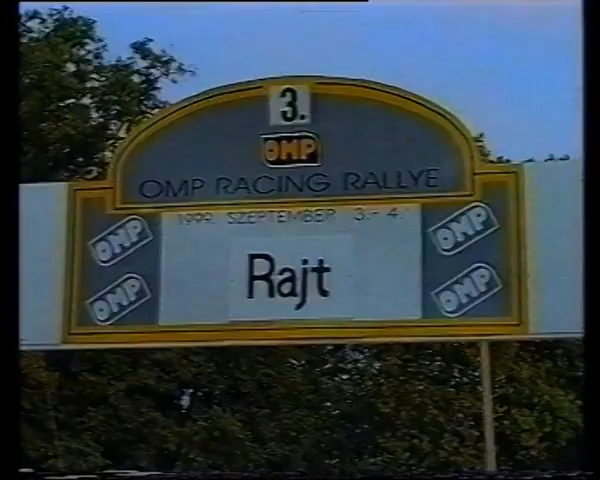 3.
OMP
OMP RACING RALLYE
1999. SZEPTEMBER 3.- 4.
OMP
OMP
Rajt
OMP
OMP